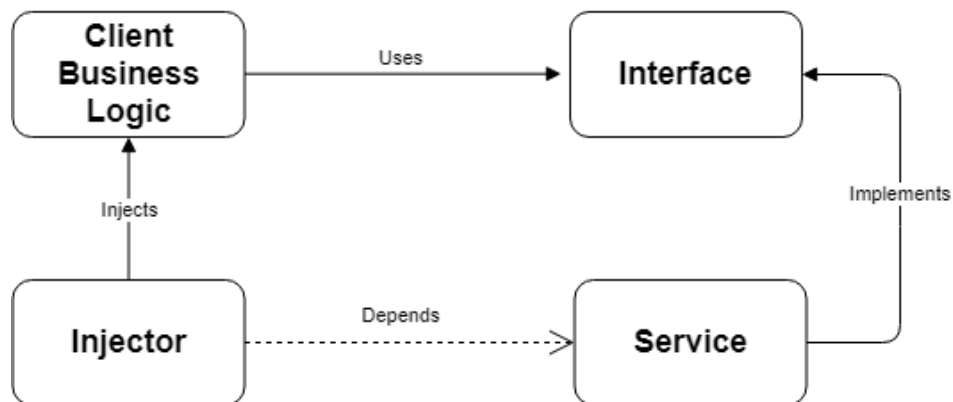 Client
Business
Logic
Uses
Interface
Injects
Implements
Injector
Depends
Service